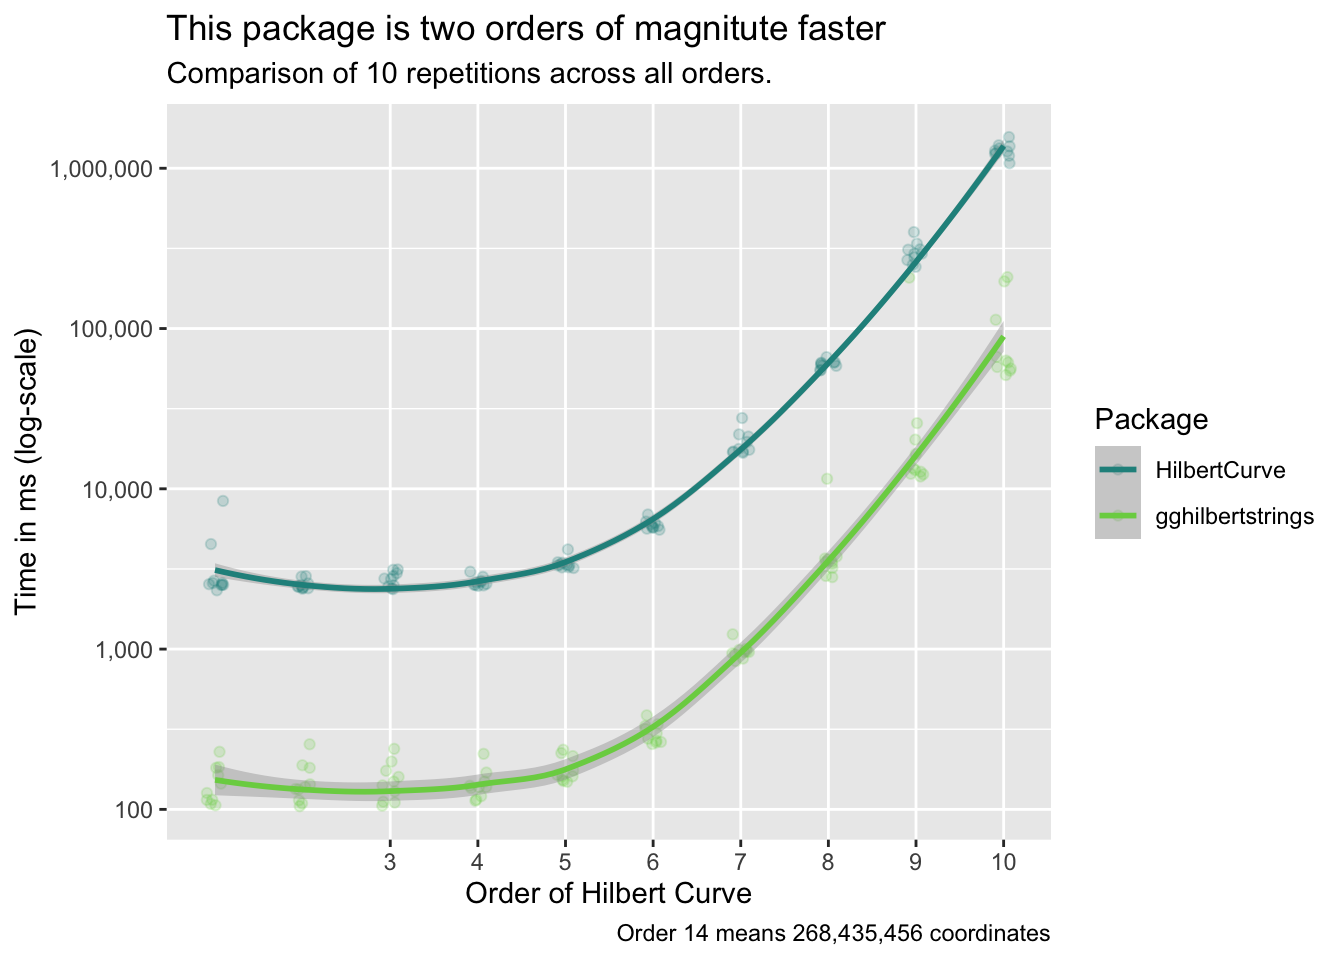 This package is two orders of magnitute faster
Comparison of 10 repetitions across all orders.
Time in ms (log-scale)
1,000,000
100,000
10,000
1,000
100
3 4 5 6 7 8 9 10
Order of Hilbert Curve
Order 14 means 268,435,456 coordinates
Package
HilbertCurve
gghilbertstrings